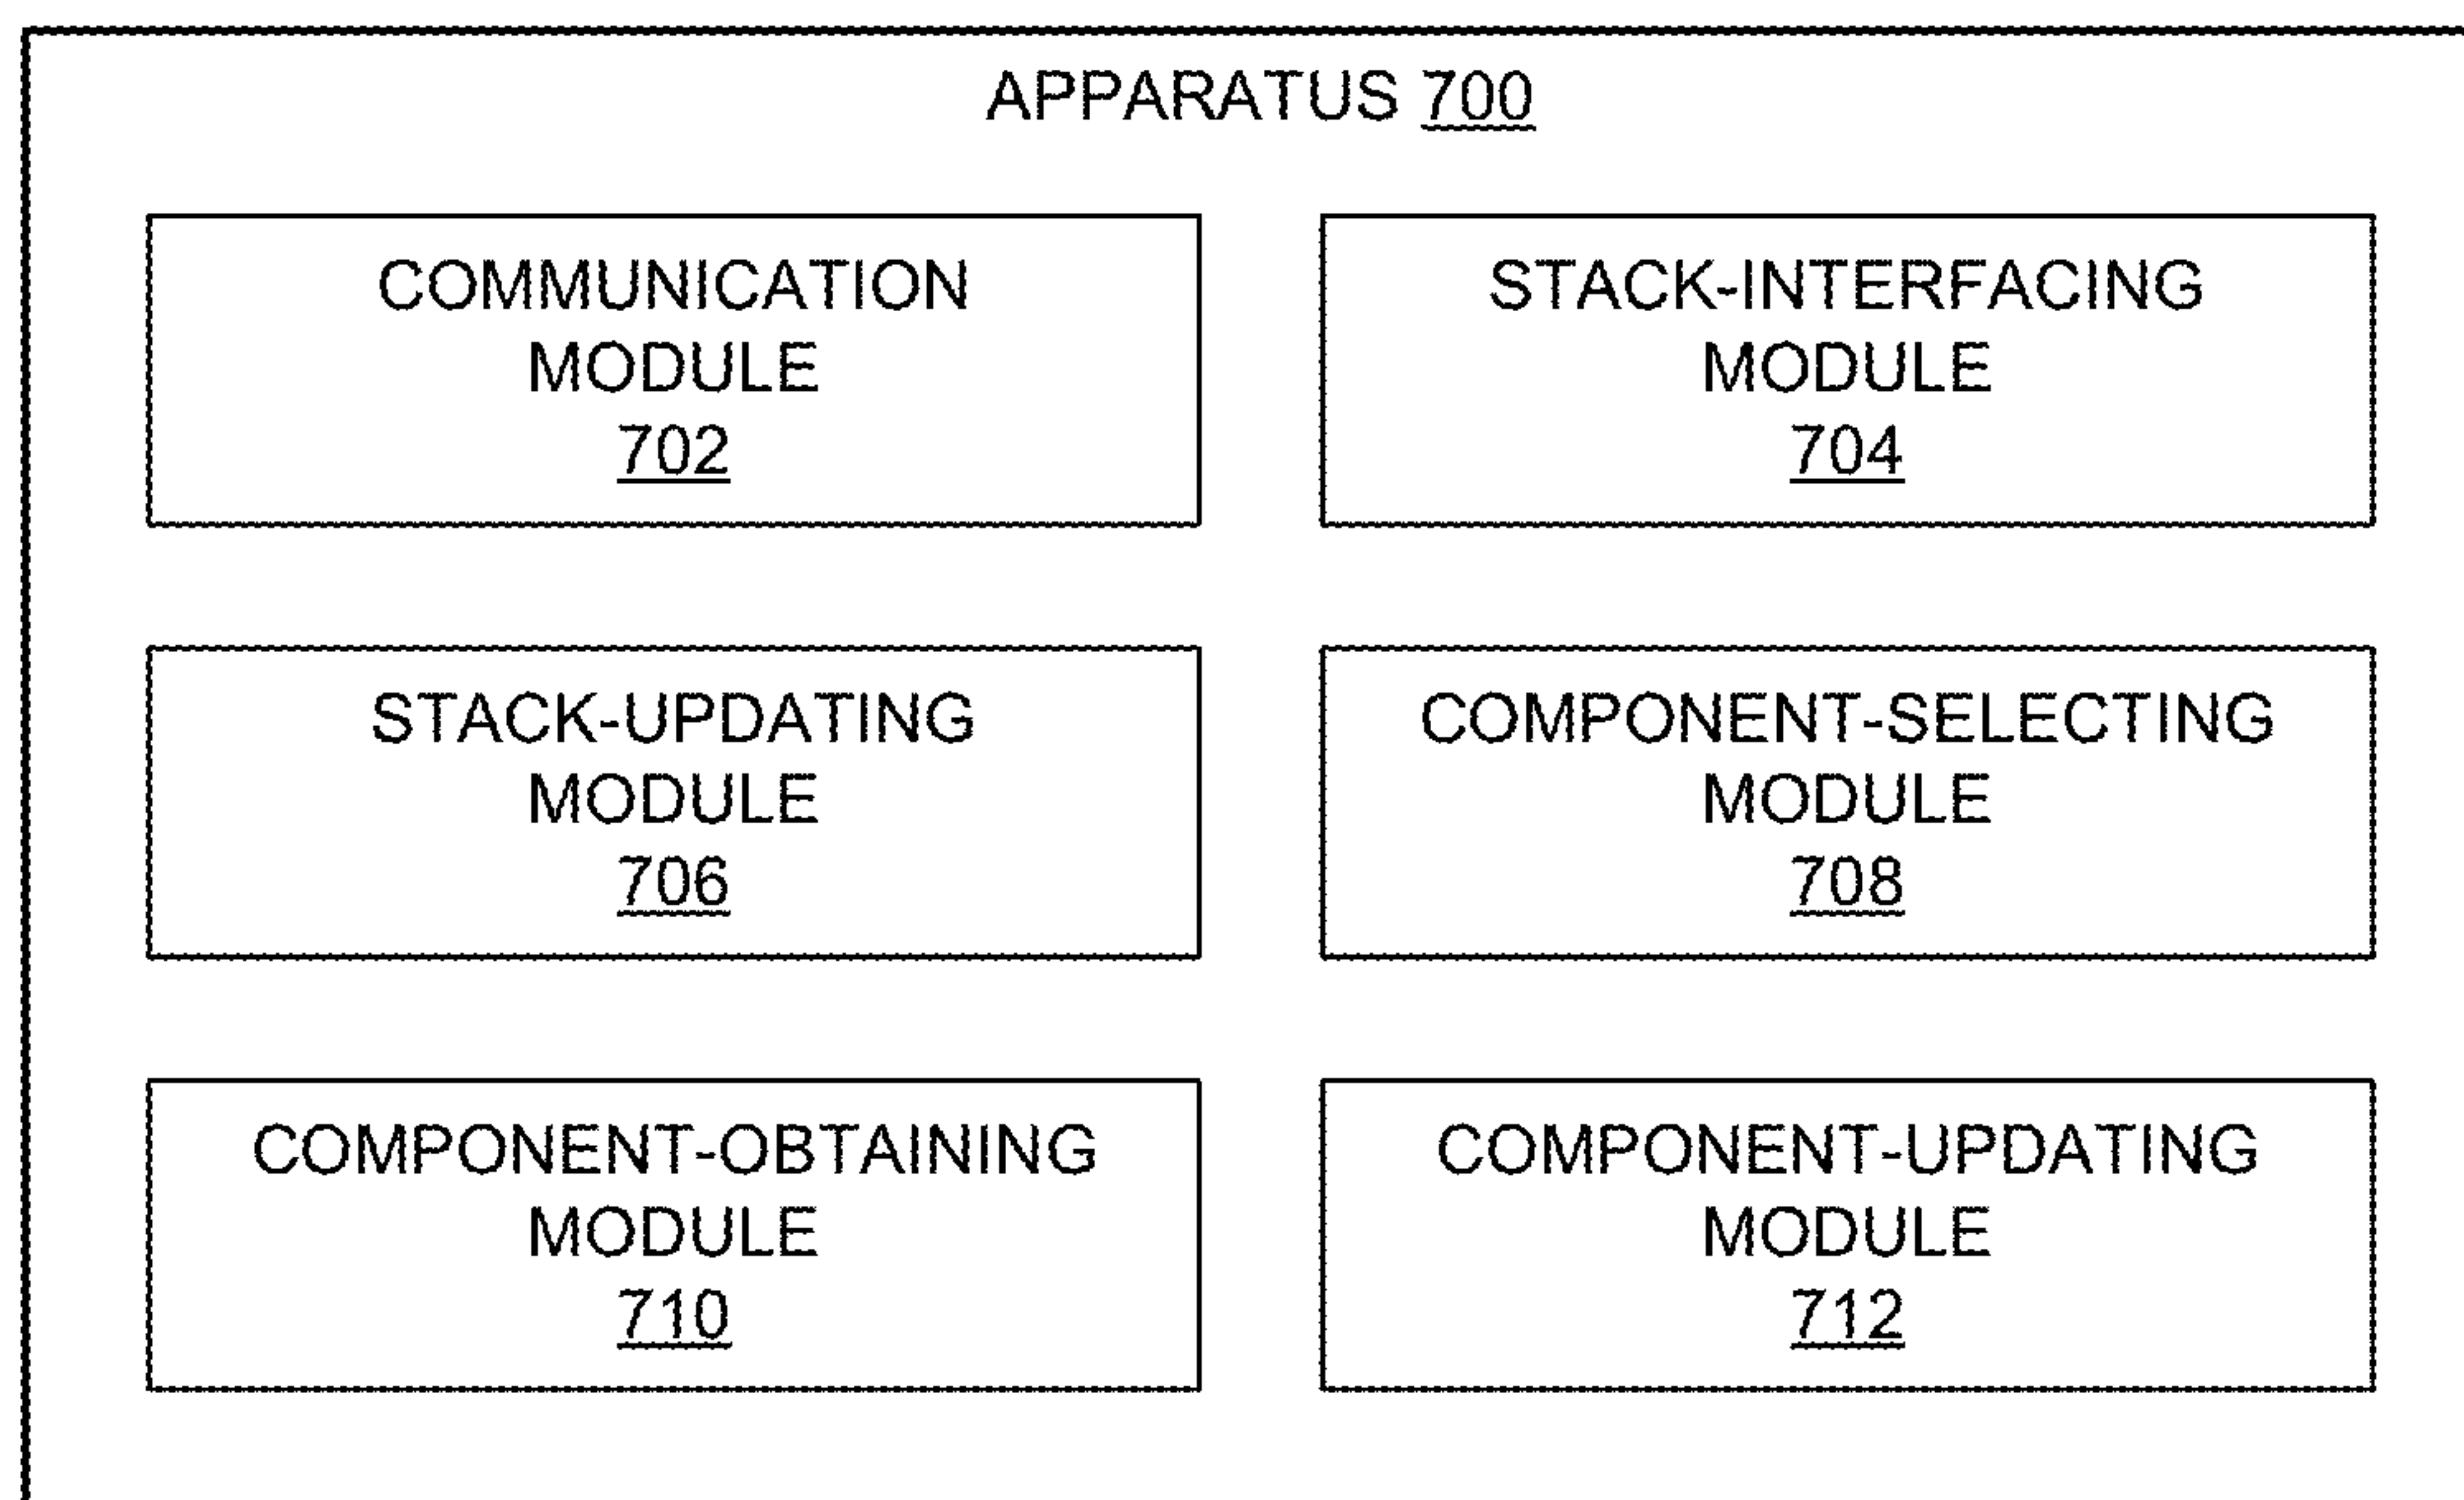 APPARATUS 700
COMMUNICATION
MODULE
702
STACK-INTERFACING
MODULE
704
STACK-UPDATING
MODULE
706
COMPONENT-SELECTING
MODULE
708
COMPONENT-OBTAINING
MODULE
710
COMPONENT-UPDATING
MODULE
712